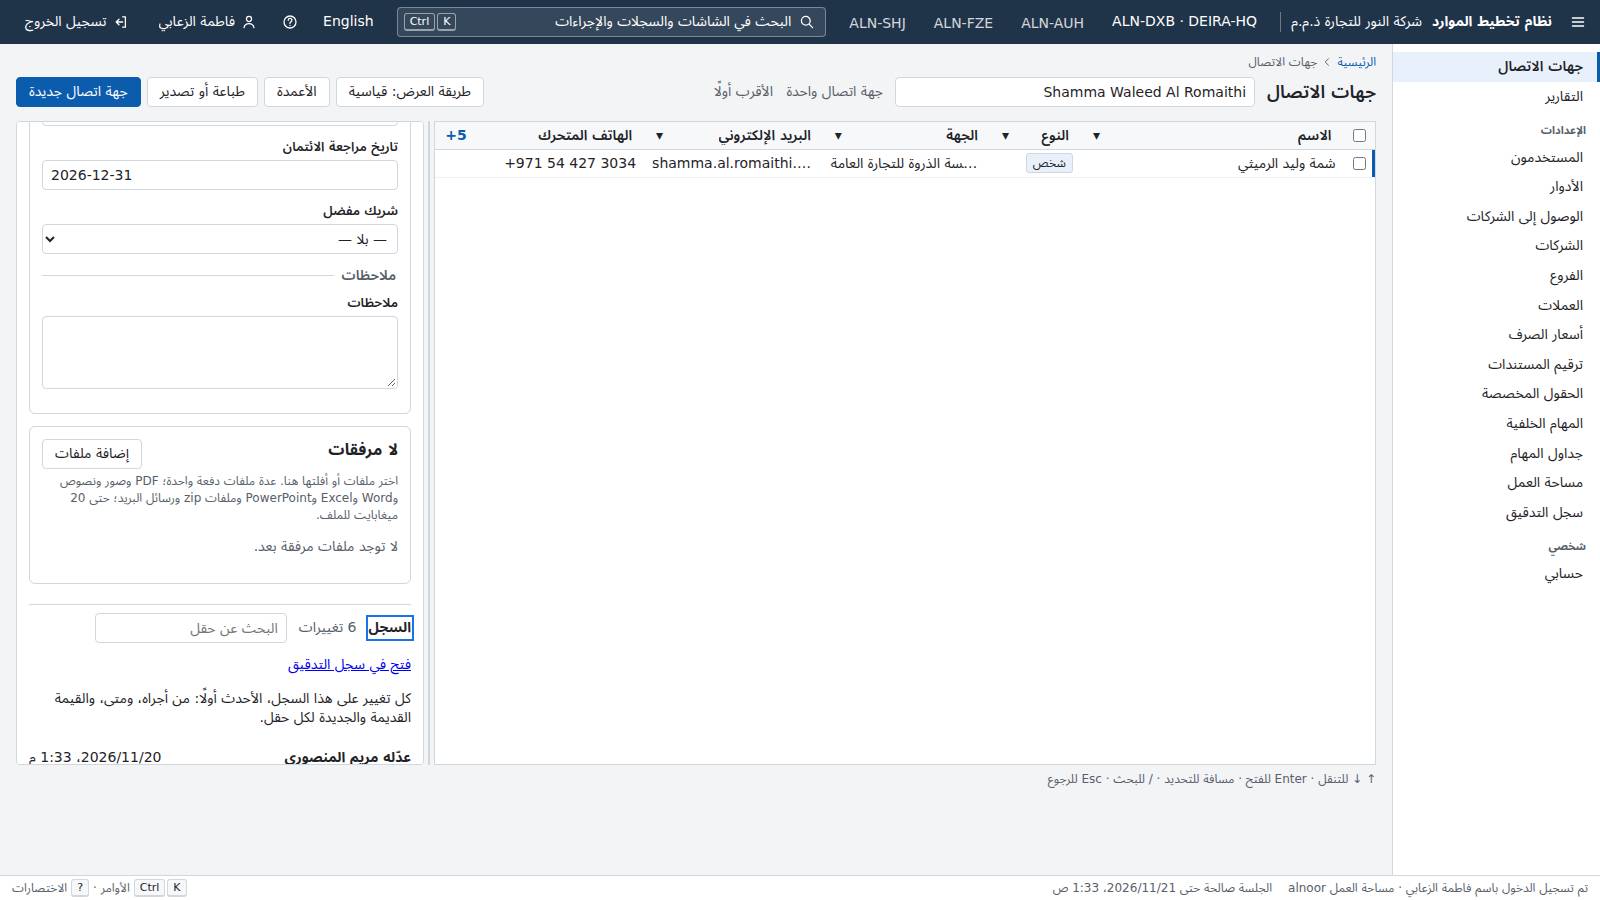 نظام تخطيط الموارد شركة النور للتجارة ذ.م.م ALN-DXB · DEIRA-HQ ALN-AUH ALN-FZE ALN-SHJ البحث في الشاشات والسجلات والإجراءات Ctrl K English فاطمة الزعابي تسجيل الخروج
جهات الاتصال
التقارير
الإعدادات
المستخدمون
الأدوار
الوصول إلى الشركات
الشركات
الفروع
العملات
أسعار الصرف
ترقيم المستندات
الحقول المخصصة
المهام الخلفية
جداول المهام
مساحة العمل
سجل التدقيق
شخصي
حسابي
الرئيسية › جهات الاتصال
جهات الاتصال Shamma Waleed Al Romaithi جهة اتصال واحدة الأقرب أولًا طريقة العرض: قياسية الأعمدة طباعة أو تصدير جهة اتصال جديدة
الاسم النوع الجهة البريد الإلكتروني الهاتف المتحرك +5
شمة وليد الرميثي شخص ...سسة الذروة للتجارة العامة shamma.al.romaithi.... +971 54 427 3034
↑ ↓ للتنقل · Enter للفتح · مسافة للتحديد · / للبحث · Esc للرجوع
تاريخ مراجعة الائتمان
2026-12-31
شريك مفضل
— بلا —
ملاحظات
ملاحظات
لا مرفقات إضافة ملفات
اختر ملفات أو أفلتها هنا. عدة ملفات دفعة واحدة؛ PDF وصور ونصوص
وWord وExcel وPowerPoint وملفات zip ورسائل البريد؛ حتى 20
ميغابايت للملف.
لا توجد ملفات مرفقة بعد.
السجل 6 تغييرات البحث عن حقل
فتح في سجل التدقيق
كل تغيير على هذا السجل، الأحدث أولًا: من أجراه، ومتى، والقيمة
القديمة والجديدة لكل حقل.
عدّله مريم المنصوري 2026/11/20، 1:33 م
تم تسجيل الدخول باسم فاطمة الزعابي · مساحة العمل alnoor الجلسة صالحة حتى 2026/11/21، 1:33 ص Ctrl K الأوامر · ? الاختصارات